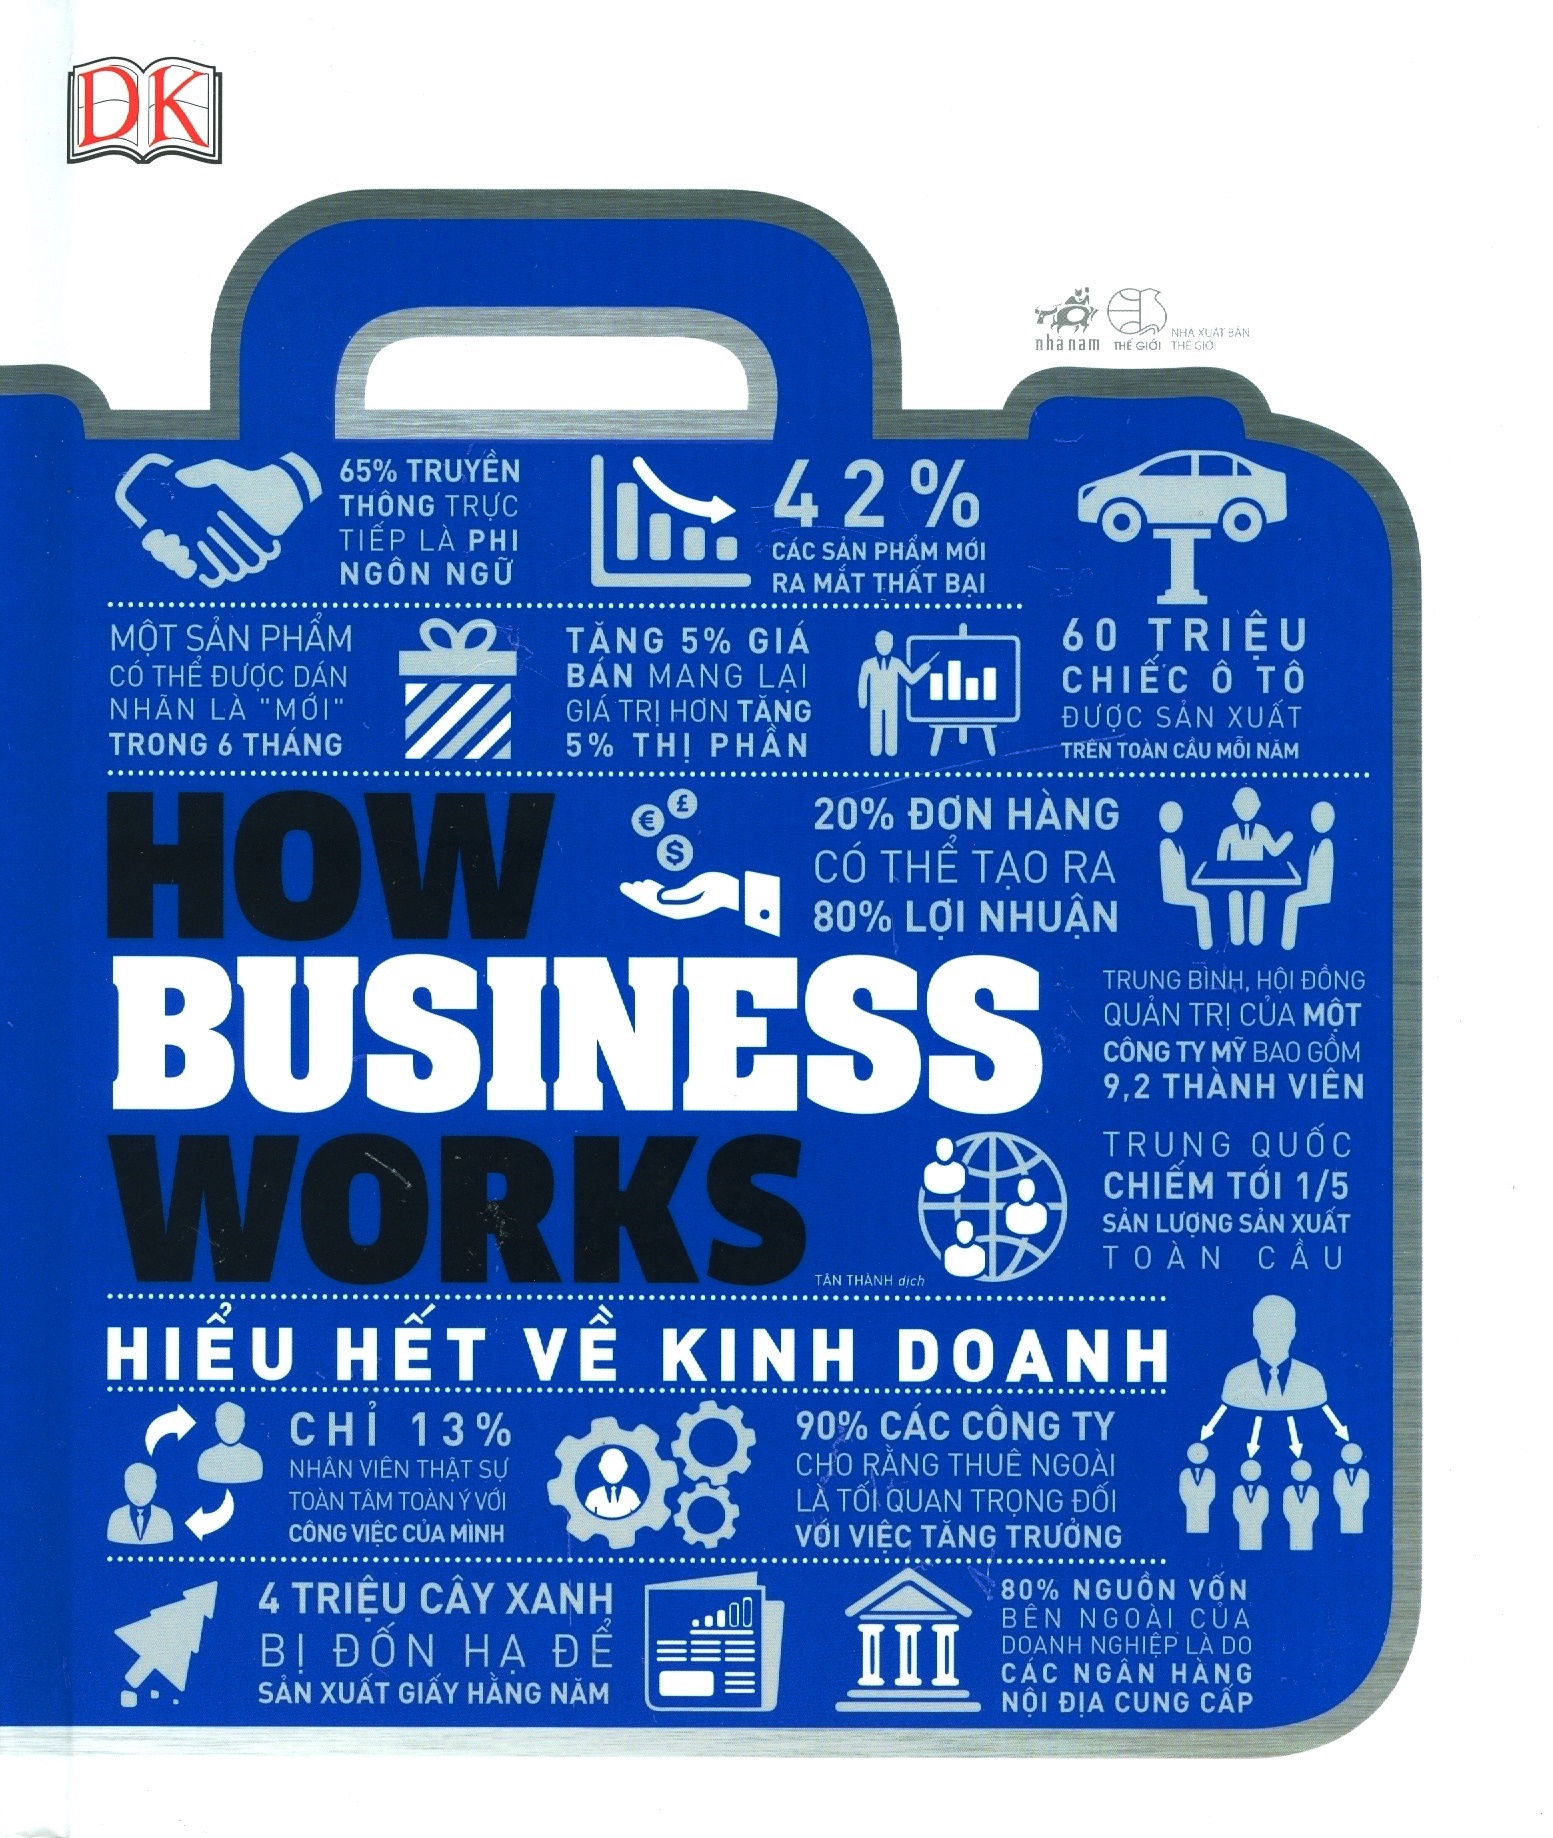 DK
nhã nam
THẾ GIỚI
NHÀ XUẤT BẢN
THẾ GIỚI
65% TRUYỀN
THÔNG TRỰC
TIẾP LÀ PHI
NGÔN NGỮ
42%
CÁC SẢN PHẨM MỚI
RA MẮT THẤT BẠI
MỘT SẢN PHẨM
CÓ THỂ ĐƯỢC DÁN
NHÃN LÀ "MỚI"
TRONG 6 THÁNG
TĂNG 5% GIÁ
BÁN MANG LẠI
GIÁ TRỊ HƠN TĂNG
5% THỊ PHẦN
60 TRIỆU
CHIẾC Ô TÔ
ĐƯỢC SẢN XUẤT
TRÊN TOÀN CẦU MỖI NĂM
HOW
BUSINESS
WORKS
€ £
$
20% ĐƠN HÀNG
CÓ THỂ TẠO RA
80% LỢI NHUẬN
TRUNG BÌNH, HỘI ĐỒNG
QUẢN TRỊ CỦA MỘT
CÔNG TY MỸ BAO GỒM
9,2 THÀNH VIÊN
TRUNG QUỐC
CHIẾM TỚI 1/5
SẢN LƯỢNG SẢN XUẤT
TOÀN CẦU
TÂN THÀNH dịch
HIỂU HẾT VỀ KINH DOANH
CHỈ 13%
NHÂN VIÊN THẬT SỰ
TOÀN TÂM TOÀN Ý VỚI
CÔNG VIỆC CỦA MÌNH
90% CÁC CÔNG TY
CHO RẰNG THUÊ NGOÀI
LÀ TỐI QUAN TRỌNG ĐỐI
VỚI VIỆC TĂNG TRƯỞNG
4 TRIỆU CÂY XANH
BỊ ĐỐN HẠ ĐỂ
SẢN XUẤT GIẤY HẰNG NĂM
80% NGUỒN VỐN
BÊN NGOÀI CỦA
DOANH NGHIỆP LÀ DO
CÁC NGÂN HÀNG
NỘI ĐỊA CUNG CẤP